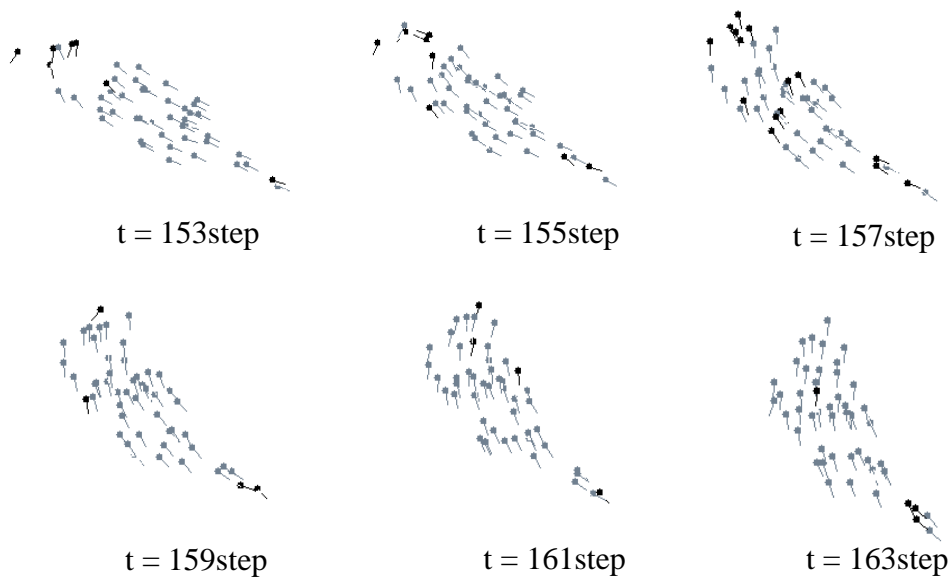 t = 153step
t = 155step
t = 157step
t = 159step
t = 161step
t = 163step